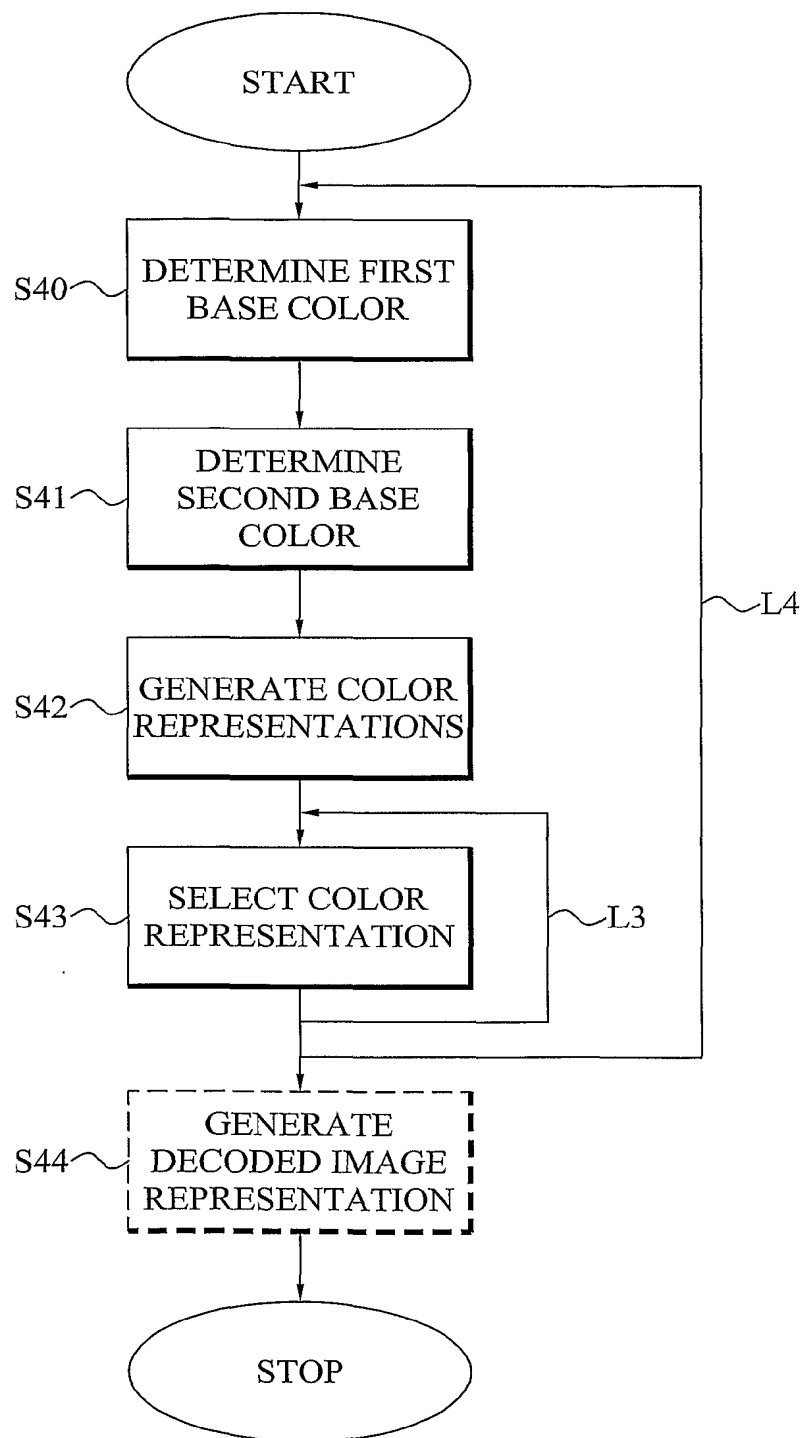 START
S40
DETERMINE FIRST
BASE COLOR
S41
DETERMINE
SECOND BASE
COLOR
L4
S42
GENERATE COLOR
REPRESENTATIONS
S43
SELECT COLOR
REPRESENTATION
L3
S44
GENERATE
DECODED IMAGE
REPRESENTATION
STOP